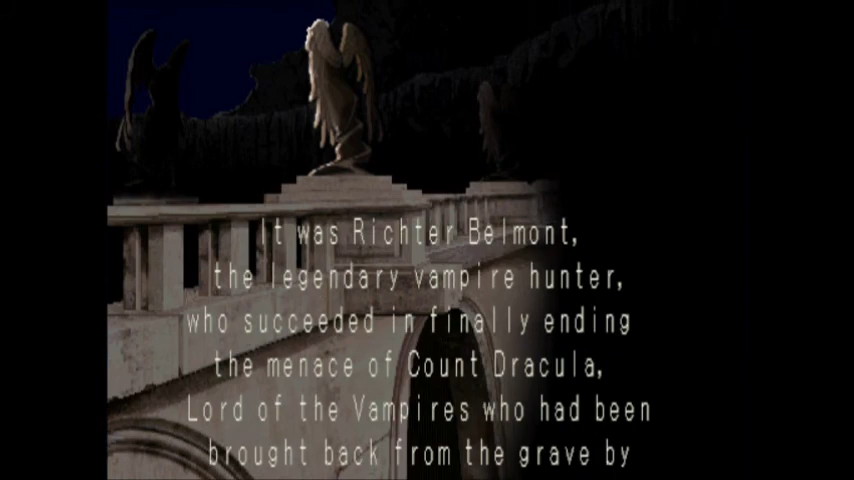 It was Richter Belmont,
the legendary vampire hunter,
who succeeded in finally ending
the menace of Count Dracula,
Lord of the Vampires who had been
brought back from the grave by